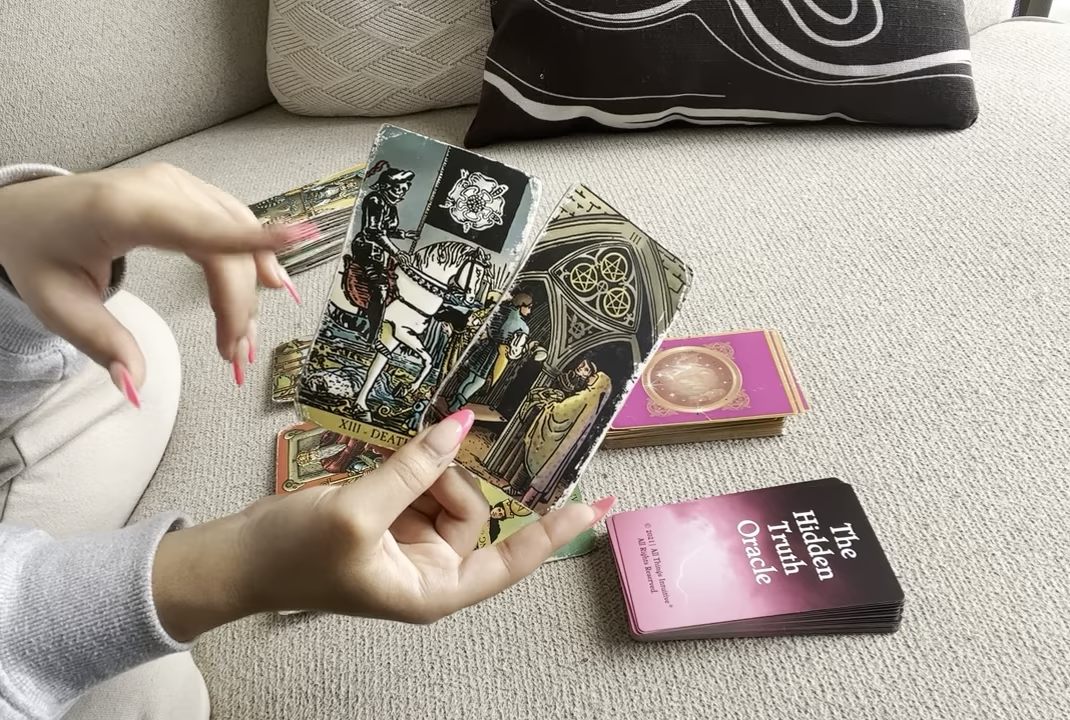 XIII - DEATH
The
Hidden
Truth
Oracle
© 2021 | All Things Intuitive ®
All Rights Reserved.